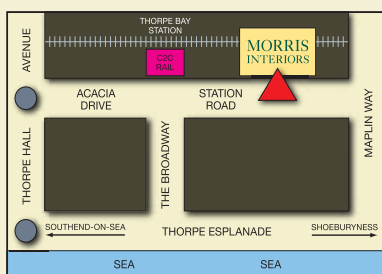 THORPE BAY
STATION
AVENUE
C2C
RAIL
MORRIS
INTERIORS
ACACIA
DRIVE
STATION
ROAD
MAPLIN WAY
THORPE HALL
THE BROADWAY
SOUTHEND-ON-SEA
THORPE ESPLANADE
SHOEBURYNESS
SEA
SEA